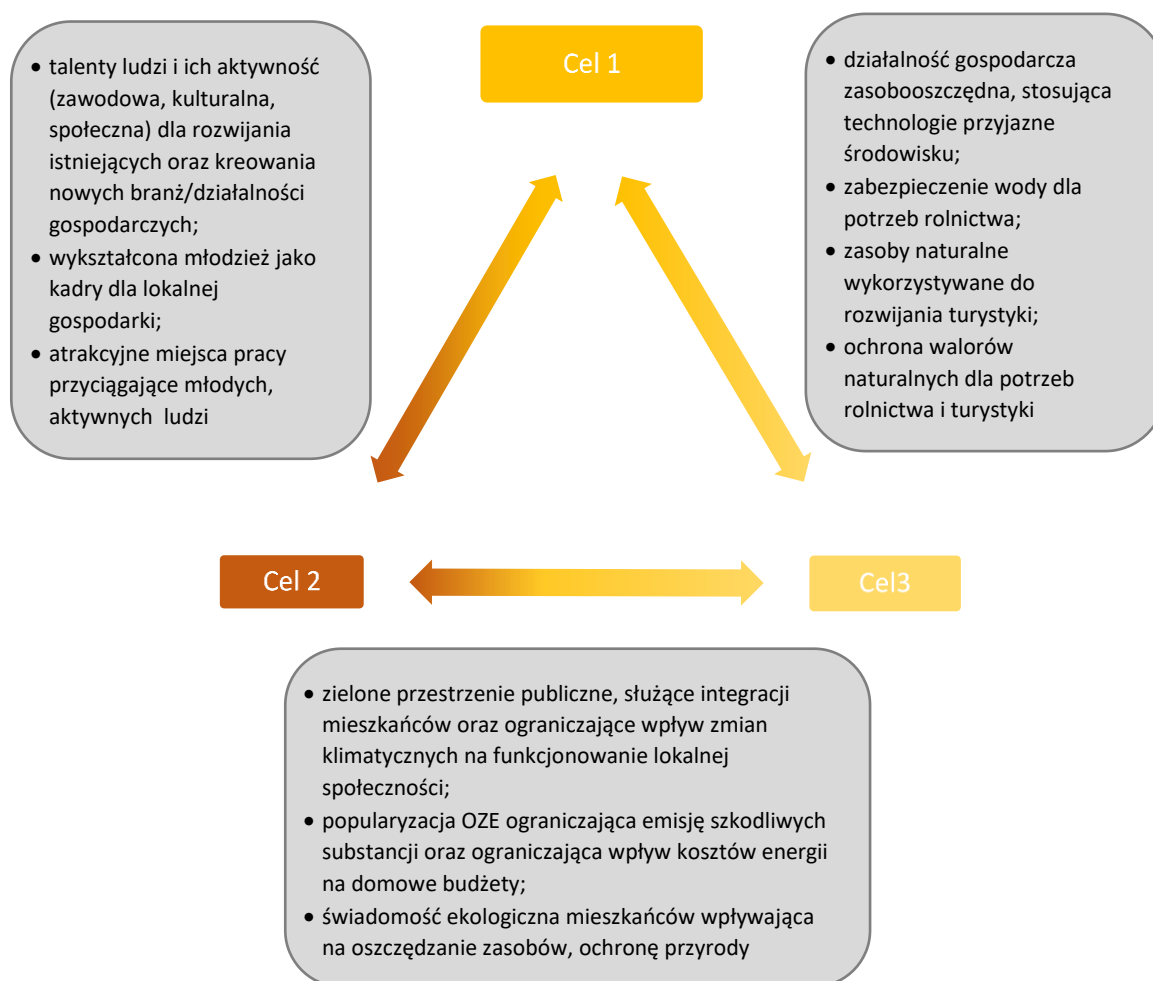 Cel 1
• talenty ludzi i ich aktywność
(zawodowa, kulturalna,
społeczna) dla rozwijania
istniejących oraz kreowania
nowych branż/działalności
gospodarczych;
• wykształcona młodzież jako
kadry dla lokalnej
gospodarki;
• atrakcyjne miejsca pracy
przyciągające młodych,
aktywnych ludzi
• działalność gospodarcza
zasobooszczędna, stosująca
technologie przyjazne
środowisku;
• zabezpieczenie wody dla
potrzeb rolnictwa;
• zasoby naturalne
wykorzystywane do
rozwijania turystyki;
• ochrona walorów
naturalnych dla potrzeb
rolnictwa i turystyki
Cel 2
Cel3
• zielone przestrzenie publiczne, służące integracji
mieszkańców oraz ograniczające wpływ zmian
klimatycznych na funkcjonowanie lokalnej
społeczności;
• popularyzacja OZE ograniczająca emisję szkodliwych
substancji oraz ograniczająca wpływ kosztów energii
na domowe budżety;
• świadomość ekologiczna mieszkańców wpływająca
na oszczędzanie zasobów, ochronę przyrody